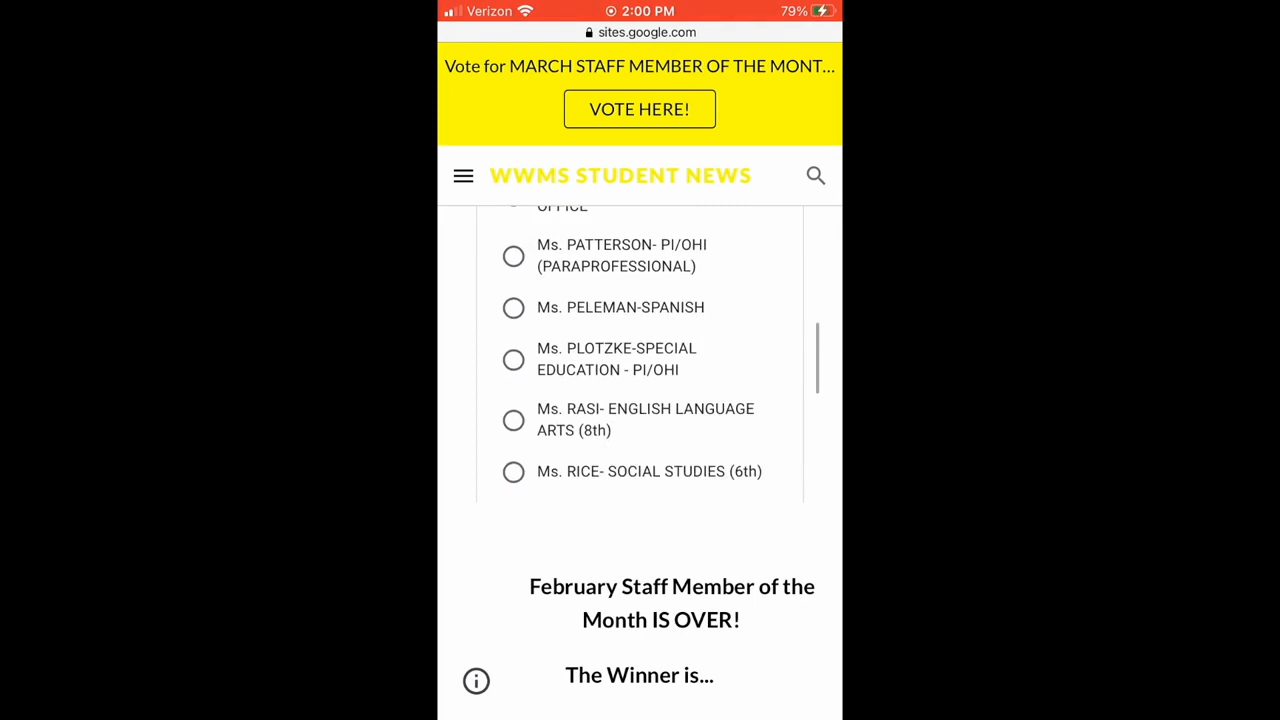 Verizon 2:00 PM 79%
sites.google.com
Vote for MARCH STAFF MEMBER OF THE MONT...
VOTE HERE!
WWMS STUDENT NEWS
OFFICE
Ms. PATTERSON- PI/OHI
(PARAPROFESSIONAL)
Ms. PELEMAN-SPANISH
Ms. PLOTZKE-SPECIAL
EDUCATION - PI/OHI
Ms. RASI- ENGLISH LANGUAGE
ARTS (8th)
Ms. RICE- SOCIAL STUDIES (6th)
February Staff Member of the
Month IS OVER!
The Winner is...